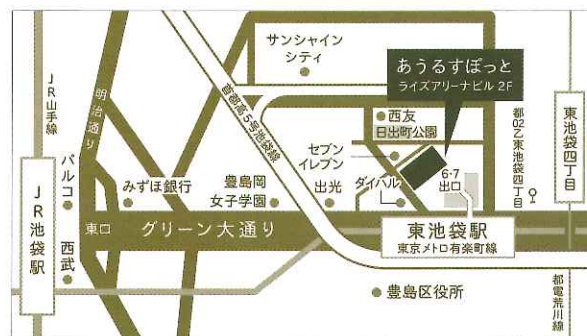 サンシャイン
シティ
あうるすぽっと
ライズアリーナビル 2F
JR山手線
明治通り
首都高5号池袋線
西友
日出町公園
都02乙東池袋四丁目
東池袋四丁目
セブン
イレブン
パルコ
みずほ銀行
豊島岡
女子学園
出光
ダイハツ
6・7
出口
JR池袋駅
東口
グリーン大通り
東池袋駅
東京メトロ有楽町線
西武
豊島区役所
都電荒川線